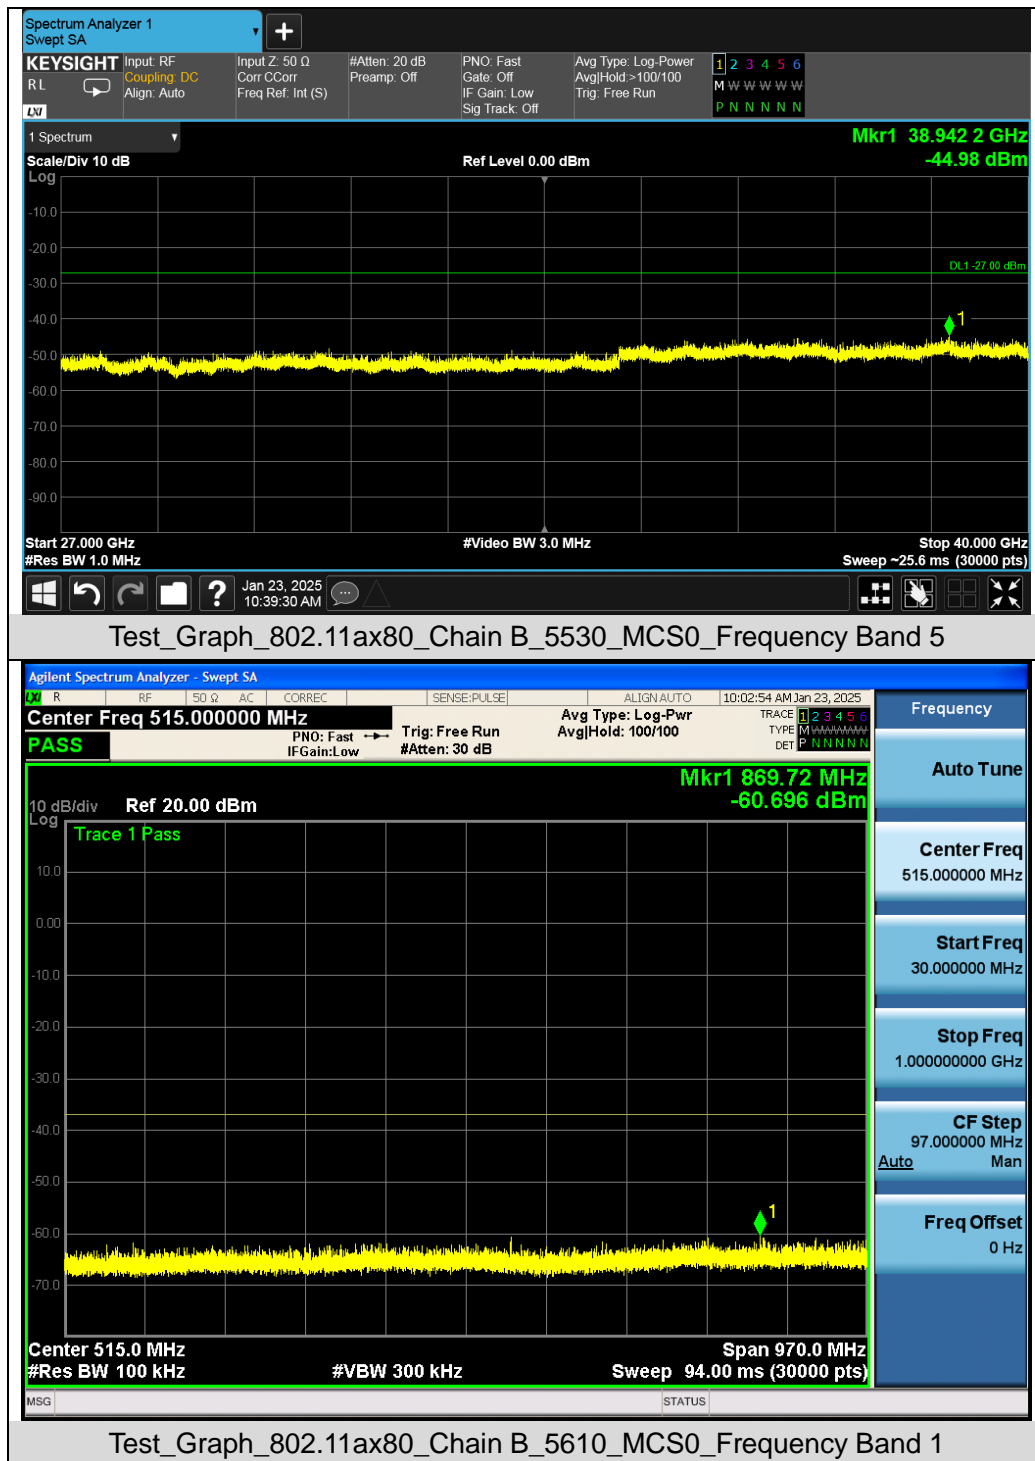 Spectrum Analyzer 1
Swept SA
KEYSIGHT
R L
LXI
Input: RF
Coupling: DC
Align: Auto
Input Z: 50 Ω
Corr CCorr
Freq Ref: Int (S)
#Atten: 20 dB
Preamp: Off
PNO: Fast
Gate: Off
IF Gain: Low
Sig Track: Off
Avg Type: Log-Power
Avg|Hold:>100/100
Trig: Free Run
1 2 3 4 5 6
M W W W W W
P N N N N N
1 Spectrum
Mkr1 38.942 2 GHz
Scale/Div 10 dB
Ref Level 0.00 dBm
-44.98 dBm
Log
-10.0
-20.0
DL1 -27.00 dBm
-30.0
-40.0
1
-50.0
-60.0
-70.0
-80.0
-90.0
Start 27.000 GHz
#Video BW 3.0 MHz
Stop 40.000 GHz
#Res BW 1.0 MHz
Sweep ~25.6 ms (30000 pts)
?
Jan 23, 2025
10:39:30 AM
Test_Graph_802.11ax80_Chain B_5530_MCS0_Frequency Band 5
Agilent Spectrum Analyzer - Swept SA
LXI R RF 50 Ω AC CORREC SENSE:PULSE ALIGN AUTO 10:02:54 AM Jan 23, 2025
Center Freq 515.000000 MHz
PASS
PNO: Fast
IFGain:Low
Trig: Free Run
#Atten: 30 dB
Avg Type: Log-Pwr
Avg|Hold: 100/100
TRACE 1 2 3 4 5 6
TYPE M W W W W W
DET P N N N N N
Mkr1 869.72 MHz
-60.696 dBm
10 dB/div Ref 20.00 dBm
Log
Trace 1 Pass
10.0
0.00
-10.0
-20.0
-30.0
-40.0
-50.0
1
-60.0
-70.0
Center 515.0 MHz
Span 970.0 MHz
#Res BW 100 kHz
#VBW 300 kHz
Sweep 94.00 ms (30000 pts)
MSG
STATUS
Frequency
Auto Tune
Center Freq
515.000000 MHz
Start Freq
30.000000 MHz
Stop Freq
1.000000000 GHz
CF Step
97.000000 MHz
Auto Man
Freq Offset
0 Hz
Test_Graph_802.11ax80_Chain B_5610_MCS0_Frequency Band 1